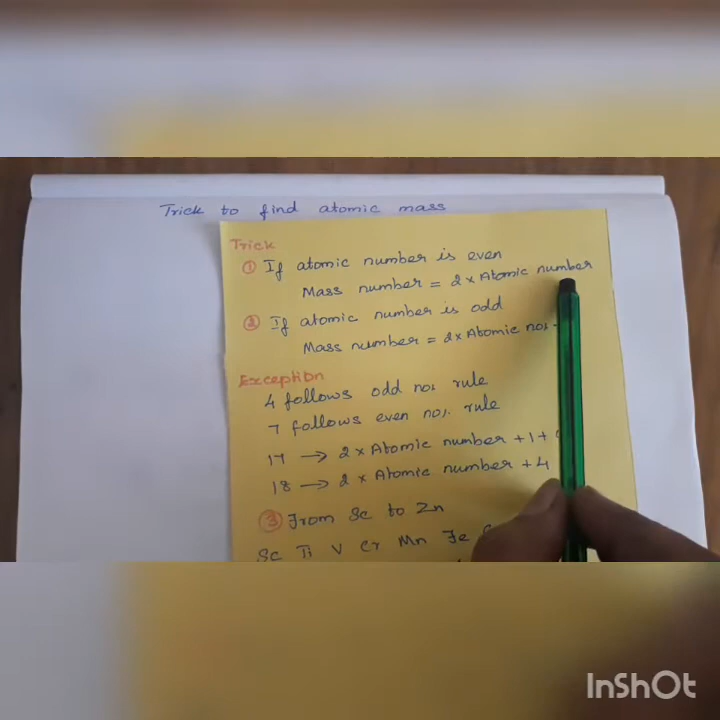 Trick to find atomic mass
Trick
① If atomic number is even
Mass number = 2 x Atomic number
② If atomic number is odd
Mass number = 2 x Atomic no.
Exception
4 follows odd no. rule
7 follows even no. rule
17 → 2 x Atomic number + 1 +
18 → 2 x Atomic number + 4
③ From Sc to Zn
Sc Ti V Cr Mn Fe
InShOt